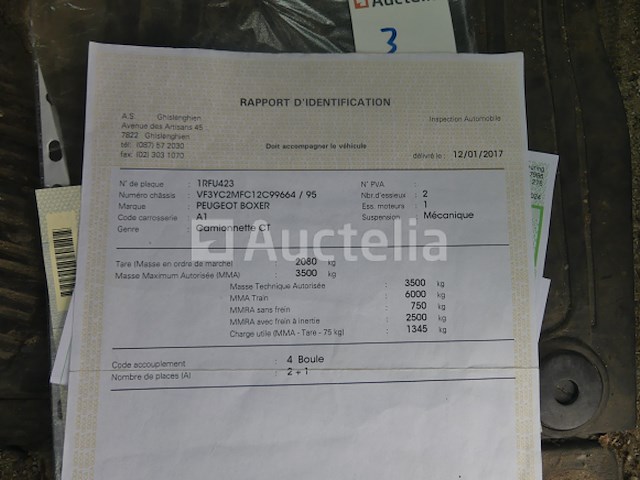 Auctelia
3
RAPPORT D'IDENTIFICATION
A.S. Ghislenghien
Avenue des Artisans 45
7822 Ghislenghien
tél: (067) 57 2030
fax: (02) 303 1070
Inspection Automobile
Doit accompagner le véhicule
délivré le : 12/01/2017
N° de plaque : 1RFU423
Numéro châssis : VF3YC2MFC12C99664 / 95
Marque : PEUGEOT BOXER
Code carrosserie : A1
Genre : Camionnette CT
N° PVA :
Nbr.d'essieux : 2
Ess. moteurs : 1
Suspension : Mécanique
Auctelia
Tare (Masse en ordre de marche) : 2080 kg
Masse Maximum Autorisée (MMA) : 3500 kg
Masse Technique Autorisée : 3500 kg
MMA Train : 6000 kg
MMRA sans frein : 750 kg
MMRA avec frein à inertie : 2500 kg
Charge utile (MMA - Tare - 75 kg) : 1345 kg
Code accouplement : 4 Boule
Nombre de places (A) : 2 + 1
Auctelia